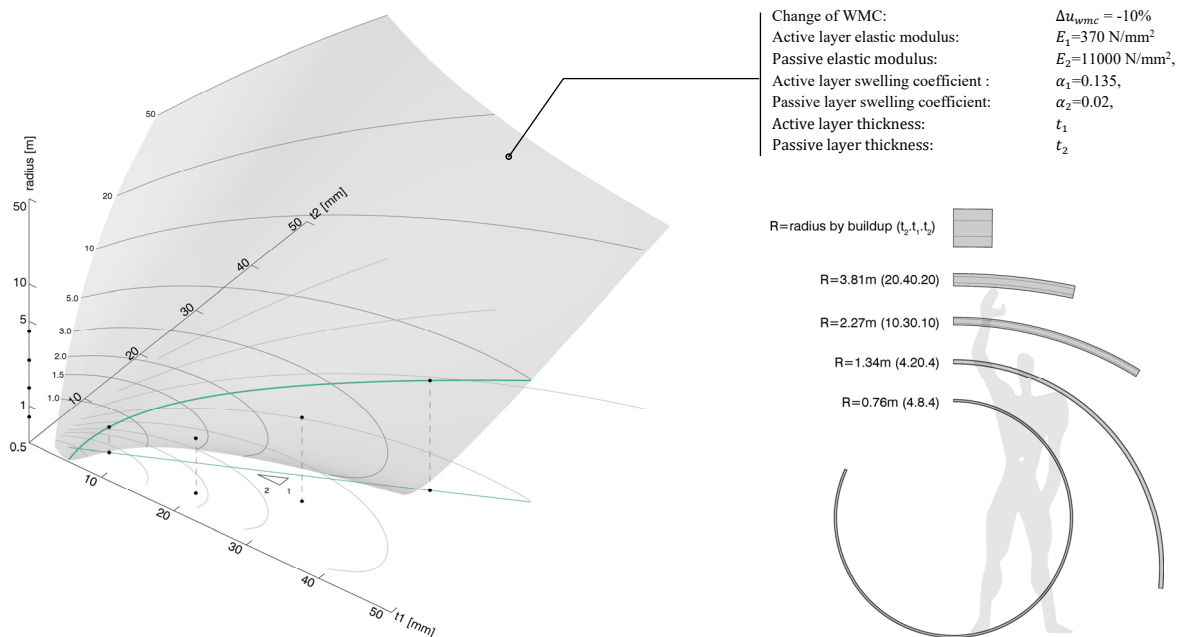 Change of WMC: Δu_wmc = -10%
Active layer elastic modulus: E₁=370 N/mm²
Passive elastic modulus: E₂=11000 N/mm²,
Active layer swelling coefficient : α₁=0.135,
Passive layer swelling coefficient: α₂=0.02,
Active layer thickness: t₁
Passive layer thickness: t₂
radius [m]
50
10
5
1
0.5
50
20
10
5.0
3.0
2.0
1.5
1.0
t2 [mm]
50
40
30
20
10
10
20
30
40
50
t1 [mm]
2
1
R=radius by buildup (t₂.t₁.t₂)
R=3.81m (20.40.20)
R=2.27m (10.30.10)
R=1.34m (4.20.4)
R=0.76m (4.8.4)